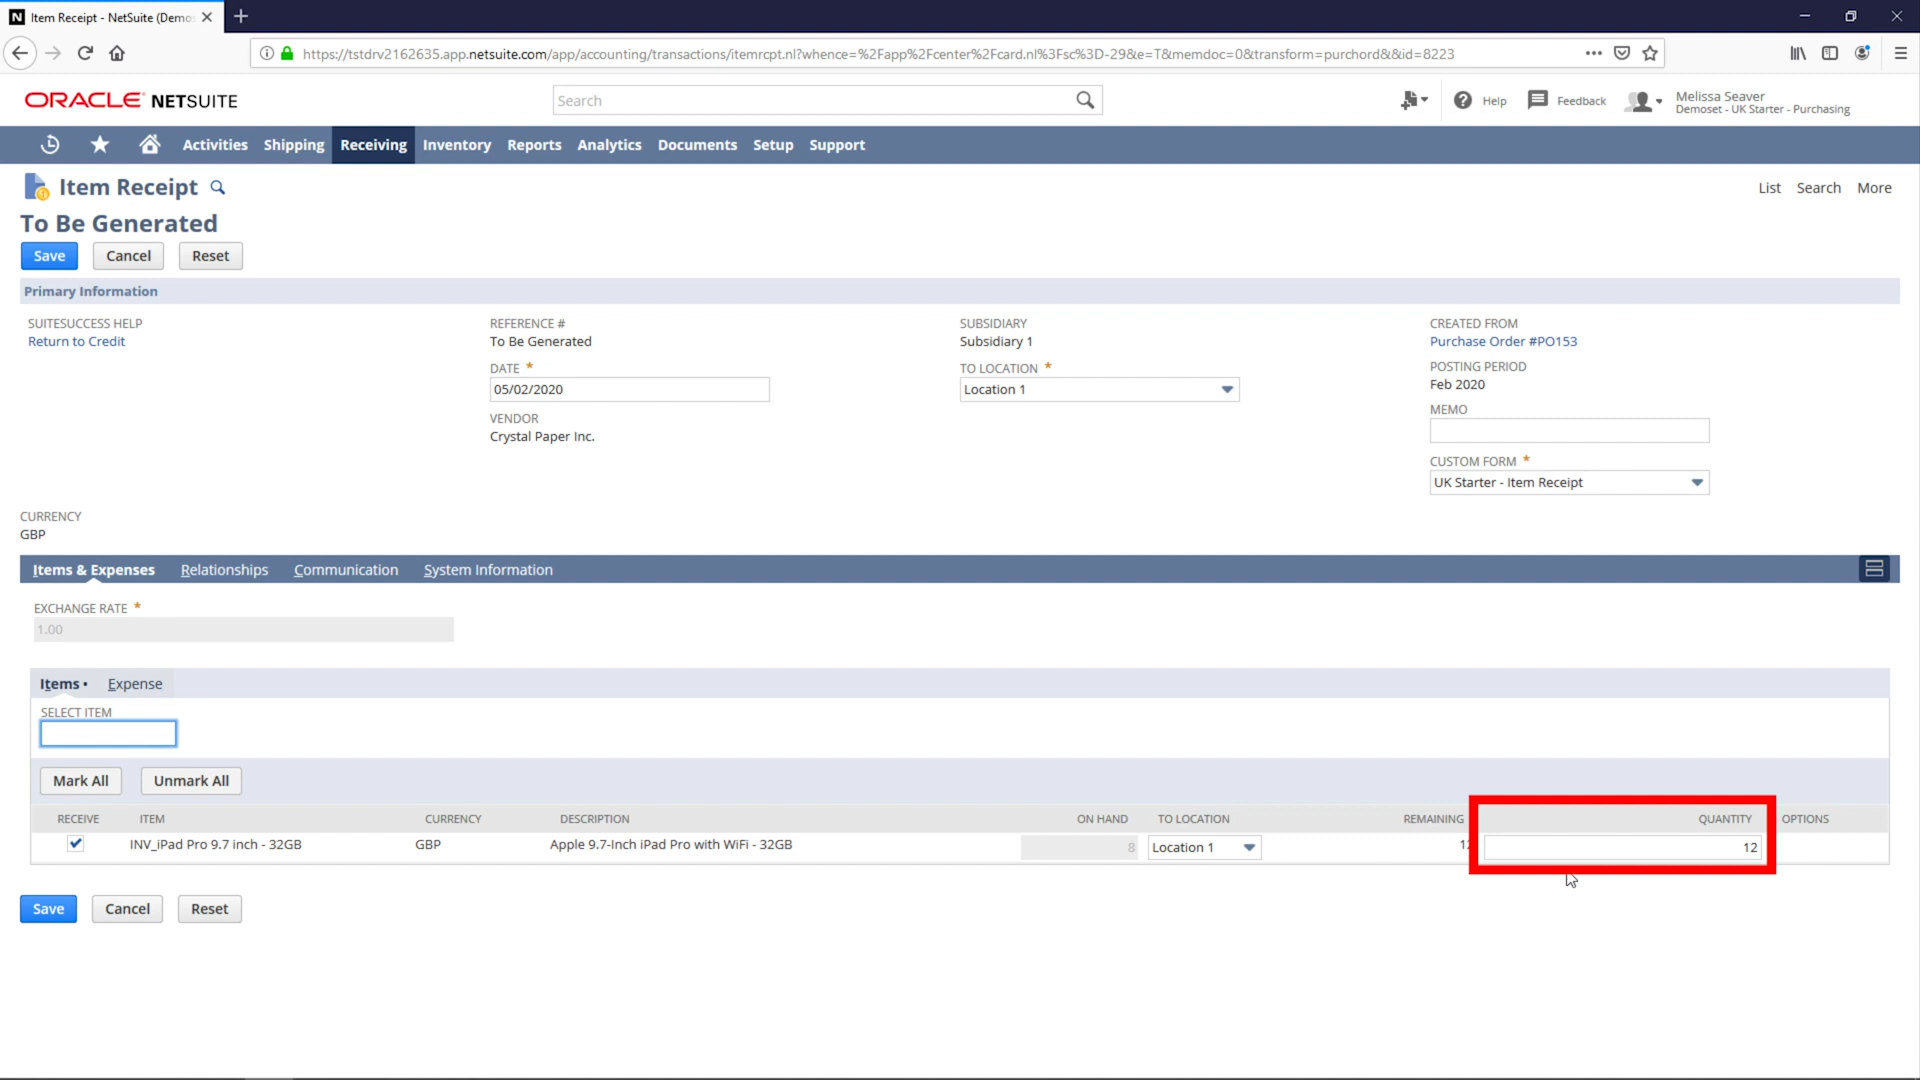 Item Receipt - NetSuite (Demo
https://tstdrv2162635.app.netsuite.com/app/accounting/transactions/itemrcpt.nl?whence=%2Fapp%2Fcenter%2Fcard.nl%3Fsc%3D-29&e=T&memdoc=0&transform=purchord&&id=8223
ORACLE NETSUITE
Search
Help
Feedback
Melissa Seaver
Demoset - UK Starter - Purchasing
Activities Shipping Receiving Inventory Reports Analytics Documents Setup Support
Item Receipt
List Search More
To Be Generated
Save Cancel Reset
Primary Information
SUITESUCCESS HELP
Return to Credit
REFERENCE #
To Be Generated
DATE *
05/02/2020
VENDOR
Crystal Paper Inc.
SUBSIDIARY
Subsidiary 1
TO LOCATION *
Location 1
CREATED FROM
Purchase Order #PO153
POSTING PERIOD
Feb 2020
MEMO
CUSTOM FORM *
UK Starter - Item Receipt
CURRENCY
GBP
Items & Expenses Relationships Communication System Information
EXCHANGE RATE *
1.00
Items • Expense
SELECT ITEM
Mark All Unmark All
RECEIVE ITEM CURRENCY DESCRIPTION ON HAND TO LOCATION REMAINING QUANTITY OPTIONS
INV_iPad Pro 9.7 inch - 32GB GBP Apple 9.7-Inch iPad Pro with WiFi - 32GB 8 Location 1 12
Save Cancel Reset